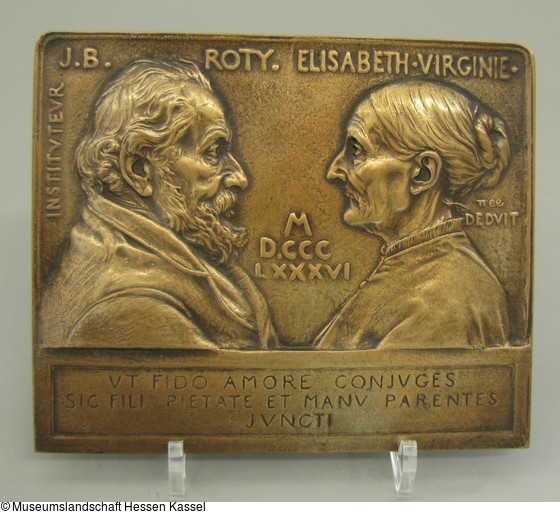 J.B. ROTY. ELISABETH·VIRGINIE·
INSTITVTEVR
née
DEDVIT
M
D.CCC
LXXXVI
VT FIDO AMORE CONJVGES
SIC FILI PIETATE ET MANV PARENTES
JVNCTI
© Museumslandschaft Hessen Kassel